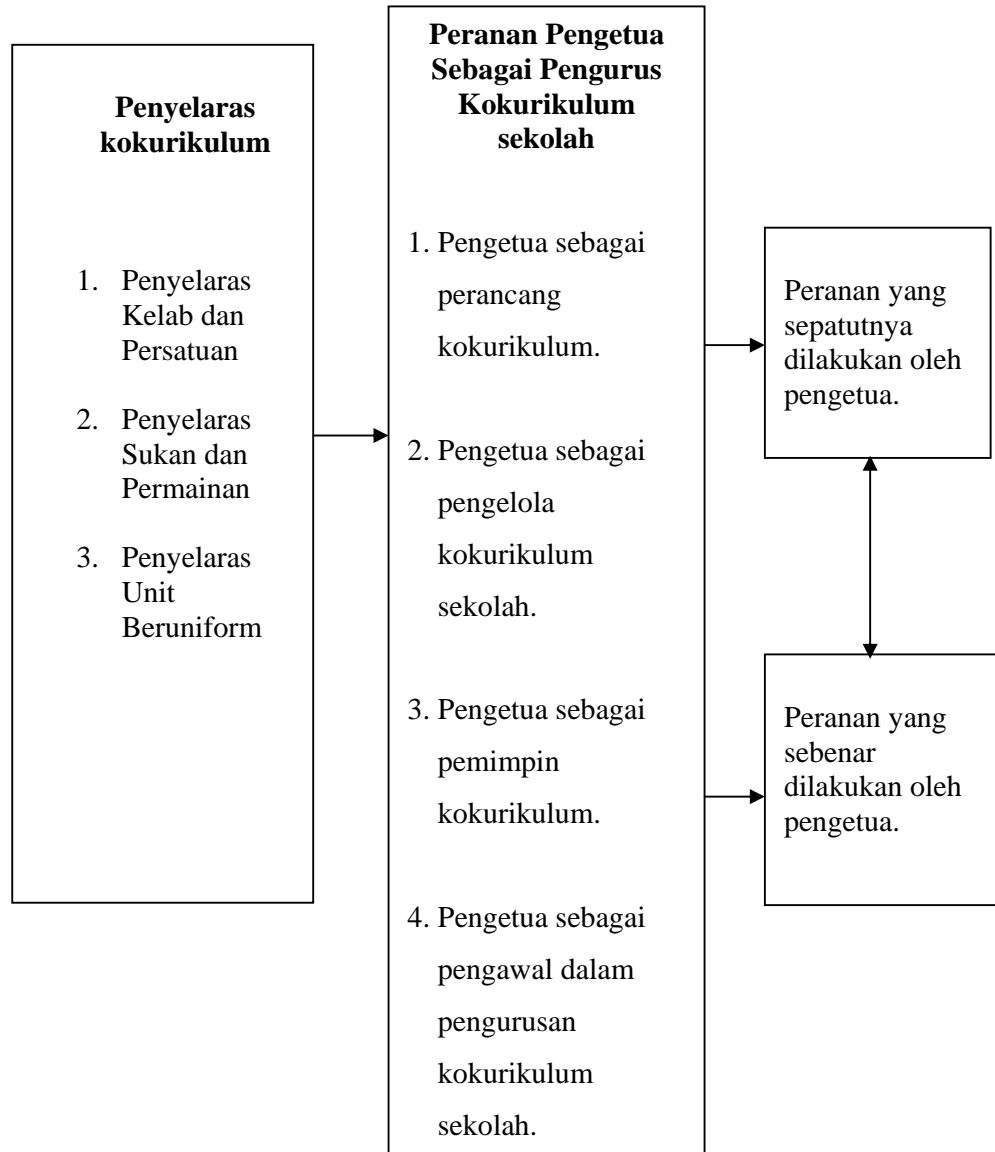 Penyelaras
kokurikulum
1. Penyelaras
Kelab dan
Persatuan
2. Penyelaras
Sukan dan
Permainan
3. Penyelaras
Unit
Beruniform
Peranan Pengetua
Sebagai Pengurus
Kokurikulum
sekolah
1. Pengetua sebagai
perancang
kokurikulum.
2. Pengetua sebagai
pengelola
kokurikulum
sekolah.
3. Pengetua sebagai
pemimpin
kokurikulum.
4. Pengetua sebagai
pengawal dalam
pengurusan
kokurikulum
sekolah.
Peranan yang
sepatutnya
dilakukan oleh
pengetua.
Peranan yang
sebenar
dilakukan oleh
pengetua.